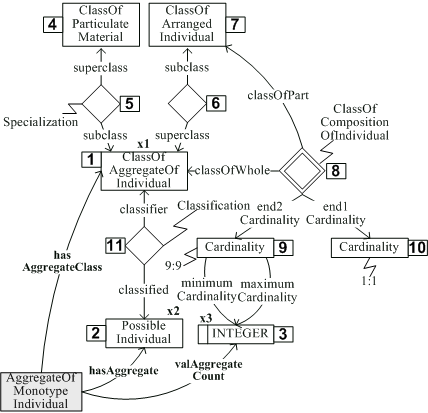 4
ClassOf
Particulate
Material
ClassOf
Arranged
Individual
7
superclass
subclass
classOfPart
5
6
Specialization
ClassOf
Composition
OfIndividual
subclass
superclass
x1
1
ClassOf
AggregateOf
Individual
classOfWhole
8
classifier
Classification
end2
Cardinality
end1
Cardinality
has
AggregateClass
11
Cardinality
9
Cardinality
10
9:9
1:1
classified
minimum
Cardinality
maximum
Cardinality
x2
x3
2
Possible
Individual
INTEGER
3
hasAggregate
valAggregate
Count
AggregateOf
Monotype
Individual